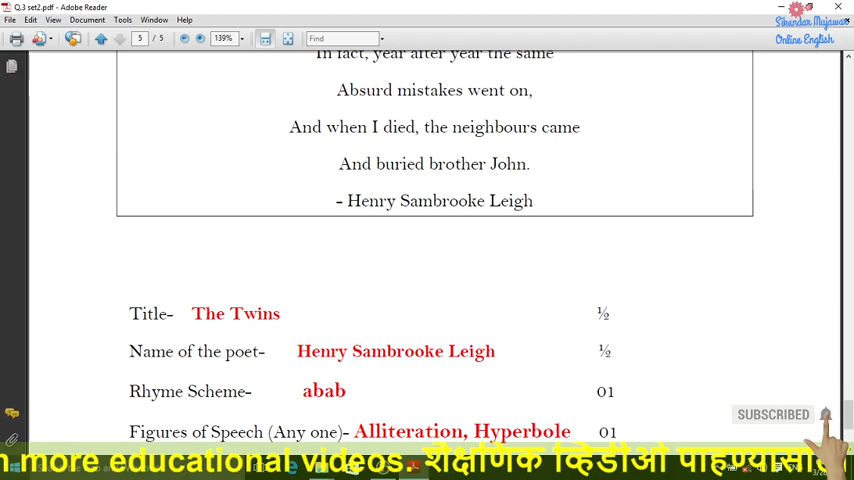 Q.3 set2.pdf - Adobe Reader
File Edit View Document Tools Window Help
Sikandar Majawar
Online English
5 / 5 139% Find
In fact, year after year the same
Absurd mistakes went on,
And when I died, the neighbours came
And buried brother John.
- Henry Sambrooke Leigh
Title- The Twins ½
Name of the poet- Henry Sambrooke Leigh ½
Rhyme Scheme- abab 01
SUBSCRIBED
Figures of Speech (Any one)- Alliteration, Hyperbole 01
more educational videos. शैक्षणिक व्हिडीओ पाहण्यासाठी